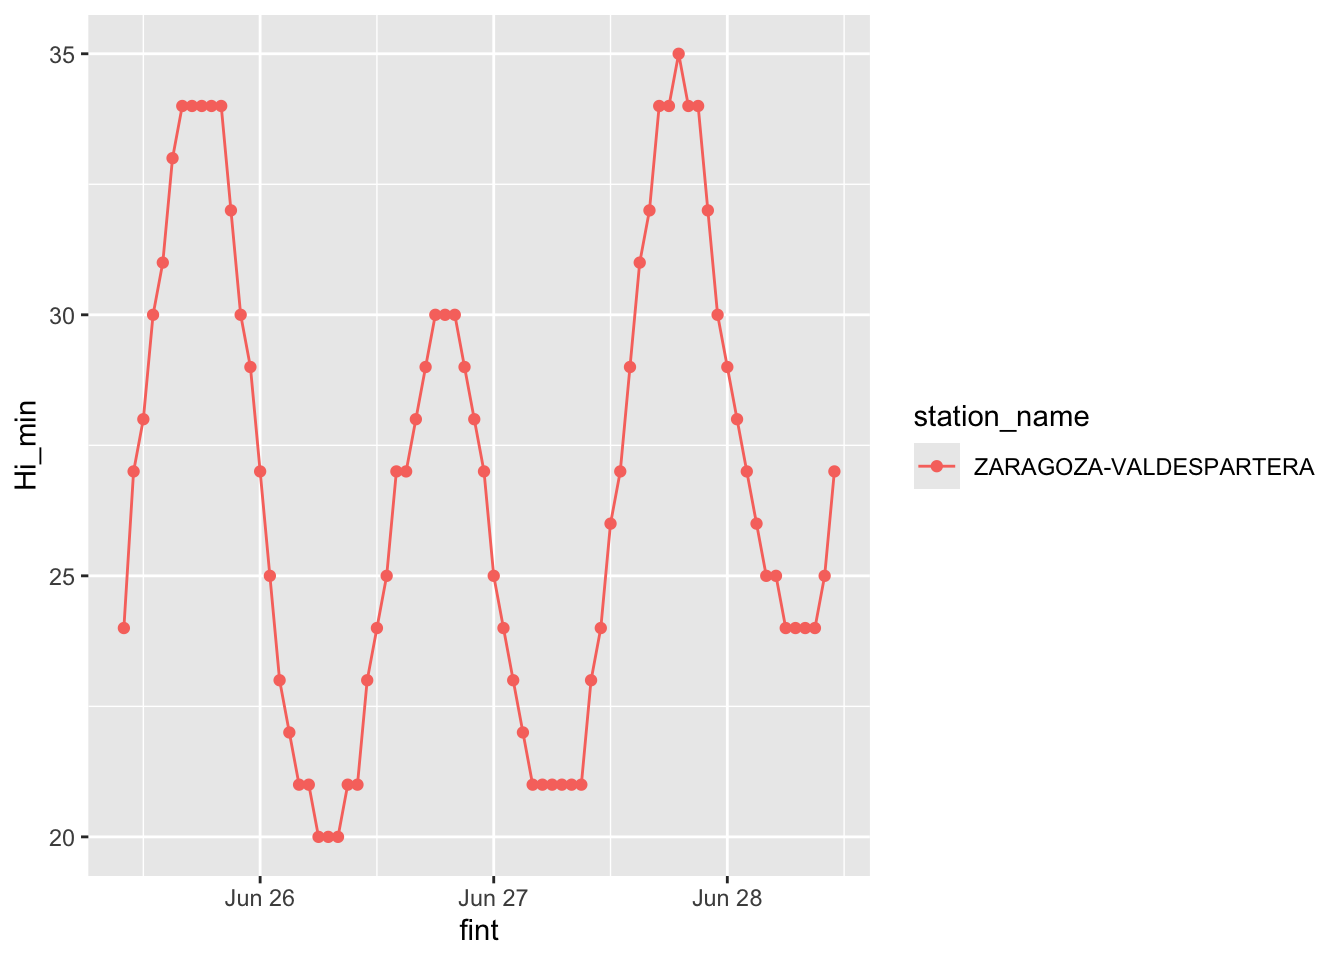 35
30
25
20
Hi_min
Jun 26 Jun 27 Jun 28
fint
station_name
ZARAGOZA-VALDESPARTERA